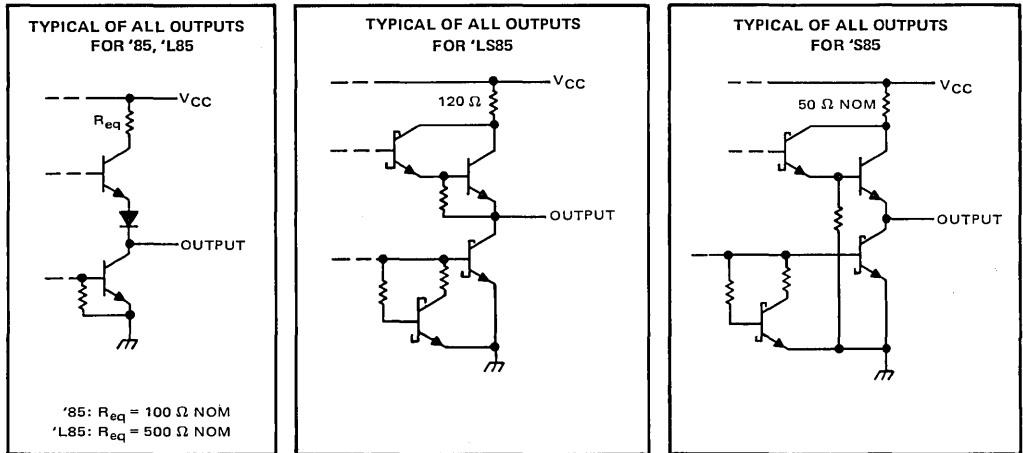 TYPICAL OF ALL OUTPUTS
FOR '85, 'L85
VCC
Req
OUTPUT
'85: Req = 100 Ω NOM
'L85: Req = 500 Ω NOM
TYPICAL OF ALL OUTPUTS
FOR 'LS85
VCC
120 Ω
OUTPUT
TYPICAL OF ALL OUTPUTS
FOR 'S85
VCC
50 Ω NOM
OUTPUT